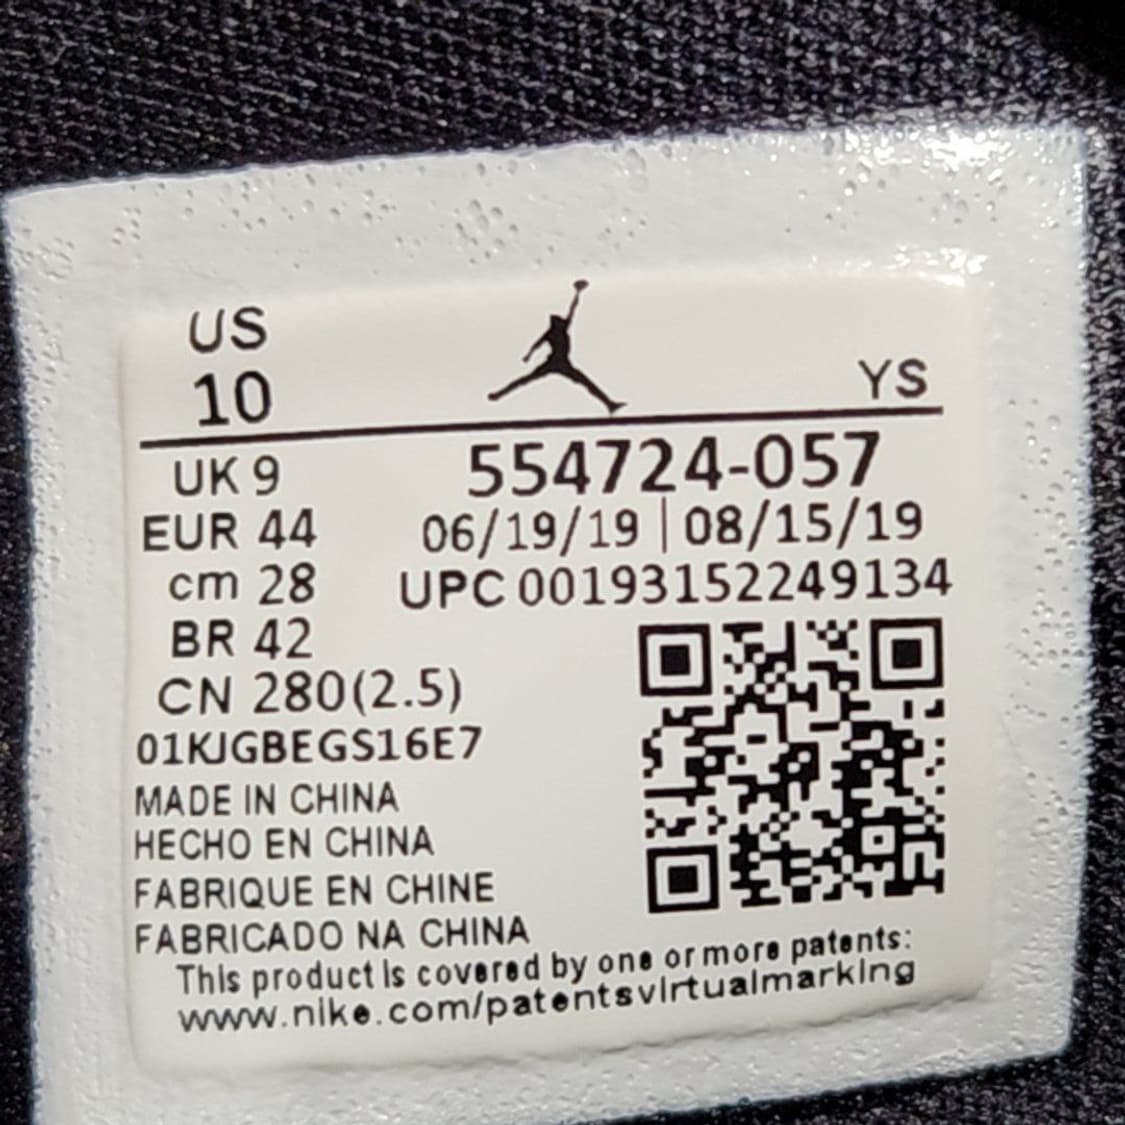 US
10
YS
UK 9
554724-057
EUR 44
06/19/19 | 08/15/19
cm 28
UPC 00193152249134
BR 42
CN 280(2.5)
01KJGBEGS16E7
MADE IN CHINA
HECHO EN CHINA
FABRIQUE EN CHINE
FABRICADO NA CHINA
This product is covered by one or more patents:
www.nike.com/patentsvirtualmarking